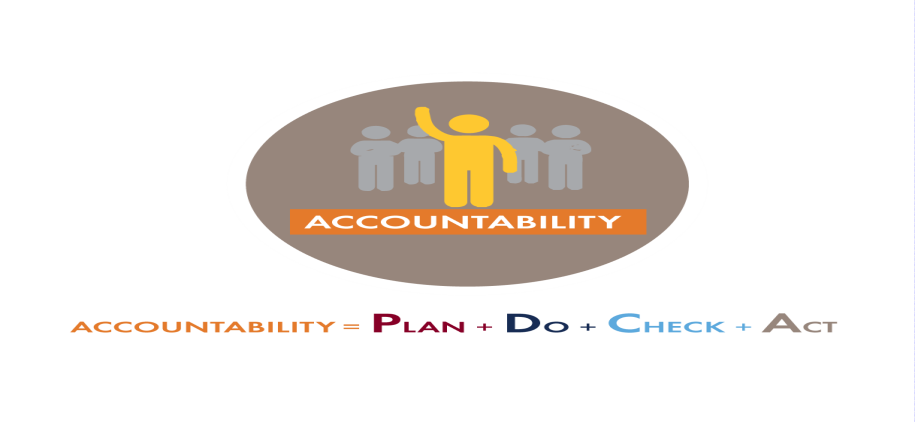 ACCOUNTABILITY
ACCOUNTABILITY = PLAN + DO + CHECK + ACT